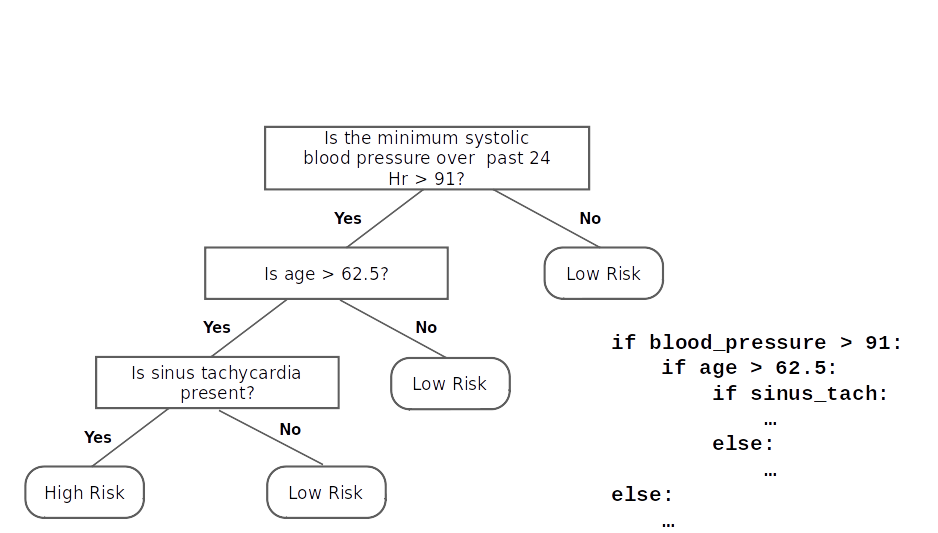 Is the minimum systolic
blood pressure over  past 24
Hr > 91?
Yes
No
Is age > 62.5?
Low Risk
Yes
No
Is sinus tachycardia
present?
Low Risk
Yes
No
High Risk
Low Risk
if blood_pressure > 91:
    if age > 62.5:
        if sinus_tach:
            …
        else:
            …
else:
    …